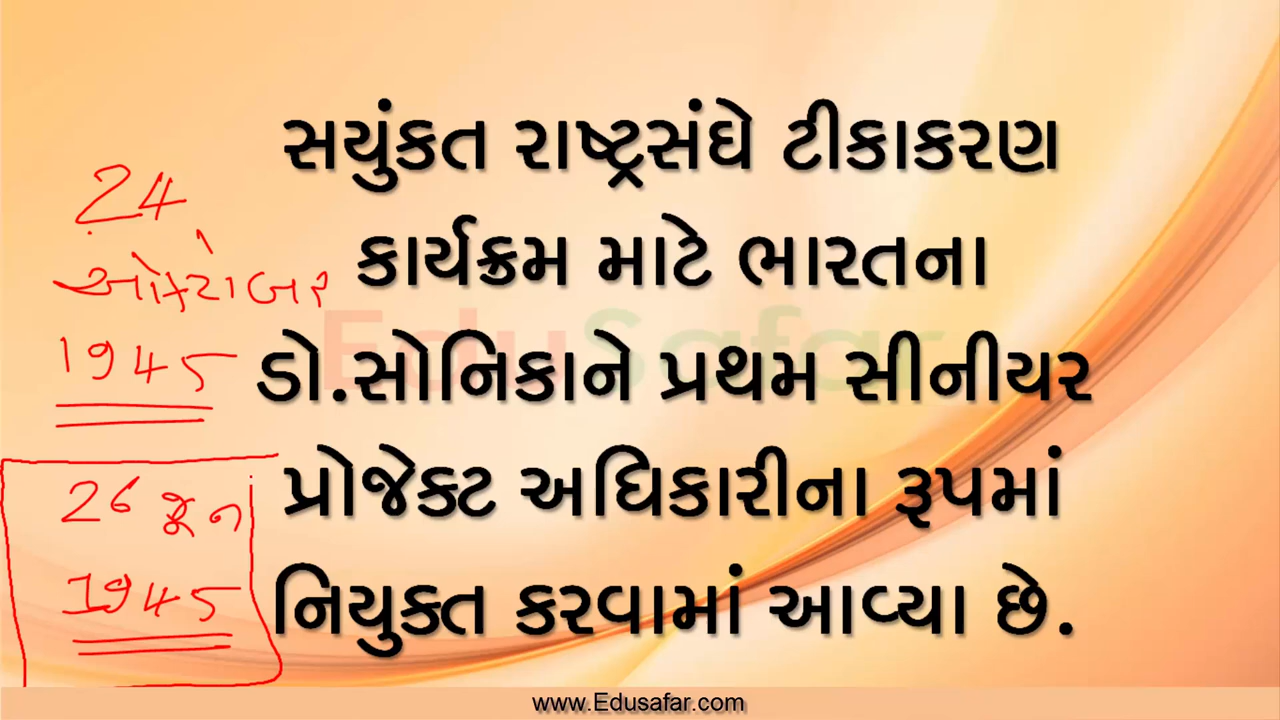 સયુંકત રાષ્ટ્રસંઘે ટીકાકરણ
કાર્યક્રમ માટે ભારતના
ડો.સોનિકાને પ્રથમ સીનીયર
પ્રોજેક્ટ અધિકારીના રૂપમાં
નિયુક્ત કરવામાં આવ્યા છે.
24
ઓક્ટોબર
1945
26 જૂન
1945
EduSafar
www.Edusafar.com